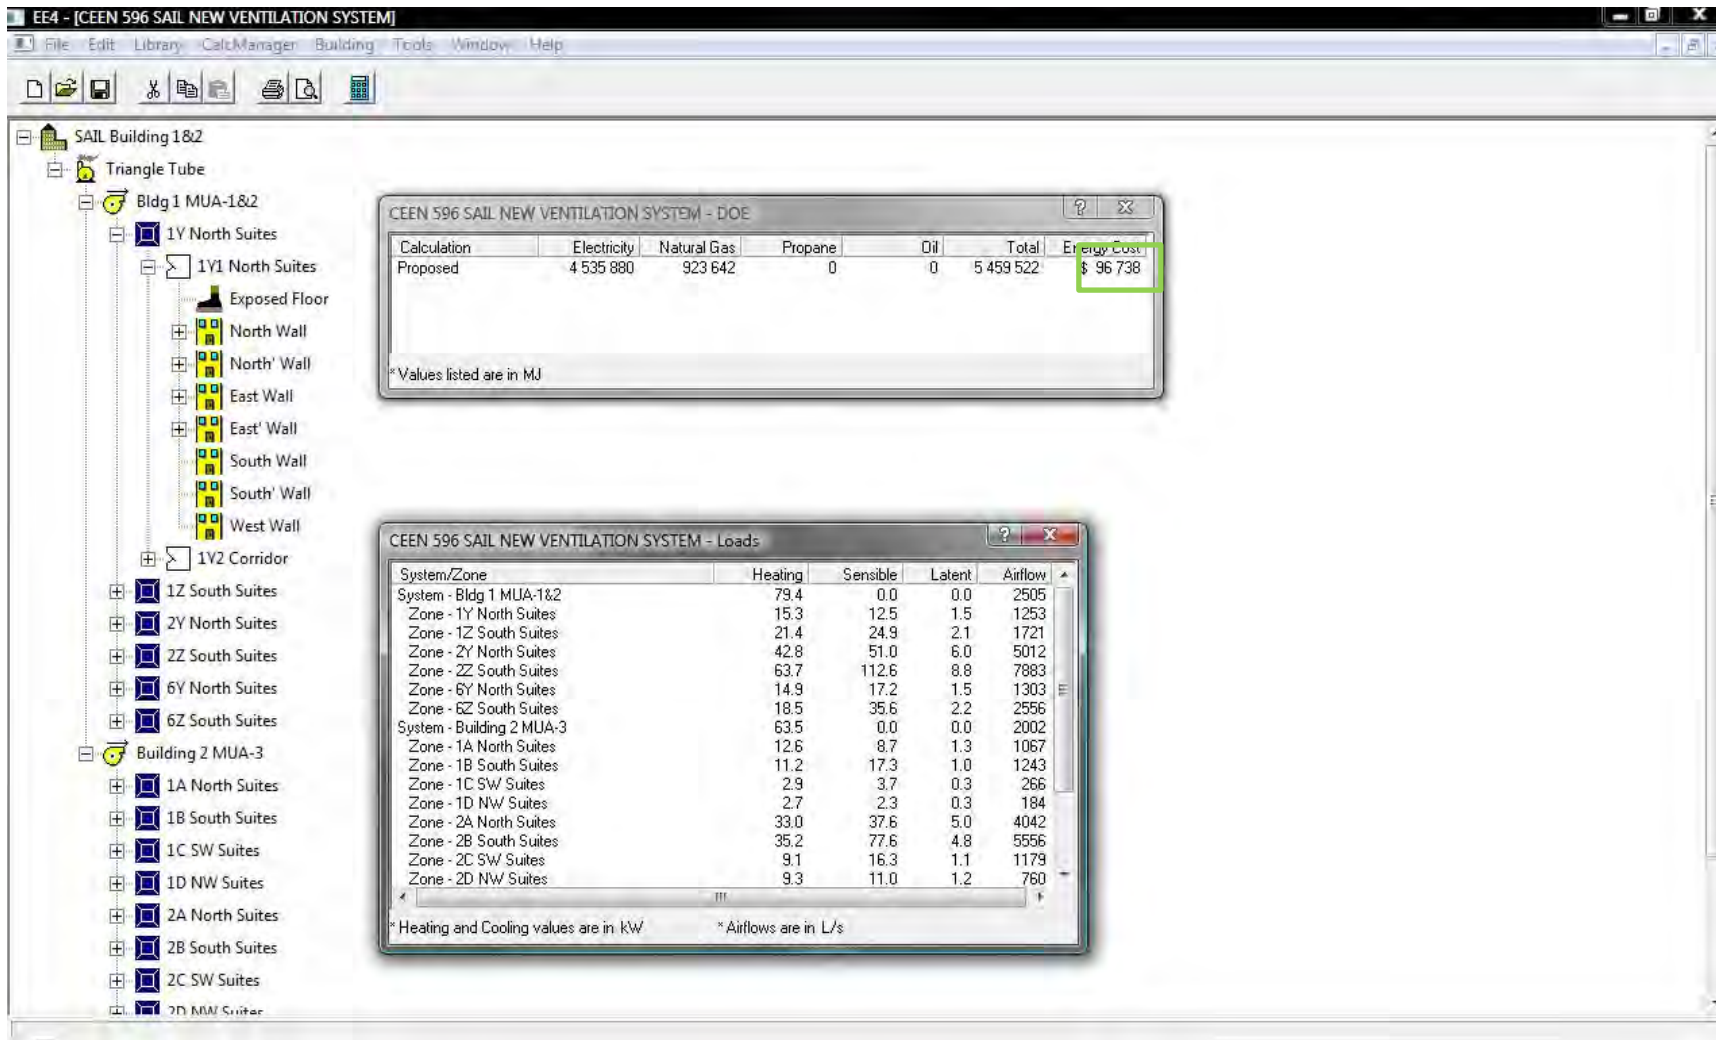 EE4 - [CEEN 596 SAIL NEW VENTILATION SYSTEM]
File Edit Library CalcManager Building Tools Window Help
SAIL Building 1&2
Triangle Tube
Bldg 1 MUA-1&2
1Y North Suites
1Y1 North Suites
Exposed Floor
North Wall
North' Wall
East Wall
East' Wall
South Wall
South' Wall
West Wall
1Y2 Corridor
1Z South Suites
2Y North Suites
2Z South Suites
6Y North Suites
6Z South Suites
Building 2 MUA-3
1A North Suites
1B South Suites
1C SW Suites
1D NW Suites
2A North Suites
2B South Suites
2C SW Suites
2D NW Suites
CEEN 596 SAIL NEW VENTILATION SYSTEM - DOE
Calculation Electricity Natural Gas Propane Oil Total Energy Cost
Proposed 4 535 880 923 642 0 0 5 459 522 $ 96 738
* Values listed are in MJ
CEEN 596 SAIL NEW VENTILATION SYSTEM - Loads
System/Zone Heating Sensible Latent Airflow
System - Bldg 1 MUA-1&2 79.4 0.0 0.0 2505
Zone - 1Y North Suites 15.3 12.5 1.5 1253
Zone - 1Z South Suites 21.4 24.9 2.1 1721
Zone - 2Y North Suites 42.8 51.0 6.0 5012
Zone - 2Z South Suites 63.7 112.6 8.8 7883
Zone - 6Y North Suites 14.9 17.2 1.5 1303
Zone - 6Z South Suites 18.5 35.6 2.2 2556
System - Building 2 MUA-3 63.5 0.0 0.0 2002
Zone - 1A North Suites 12.6 8.7 1.3 1067
Zone - 1B South Suites 11.2 17.3 1.0 1243
Zone - 1C SW Suites 2.9 3.7 0.3 266
Zone - 1D NW Suites 2.7 2.3 0.3 184
Zone - 2A North Suites 33.0 37.6 5.0 4042
Zone - 2B South Suites 35.2 77.6 4.8 5556
Zone - 2C SW Suites 9.1 16.3 1.1 1179
Zone - 2D NW Suites 9.3 11.0 1.2 760
* Heating and Cooling values are in kW * Airflows are in L/s